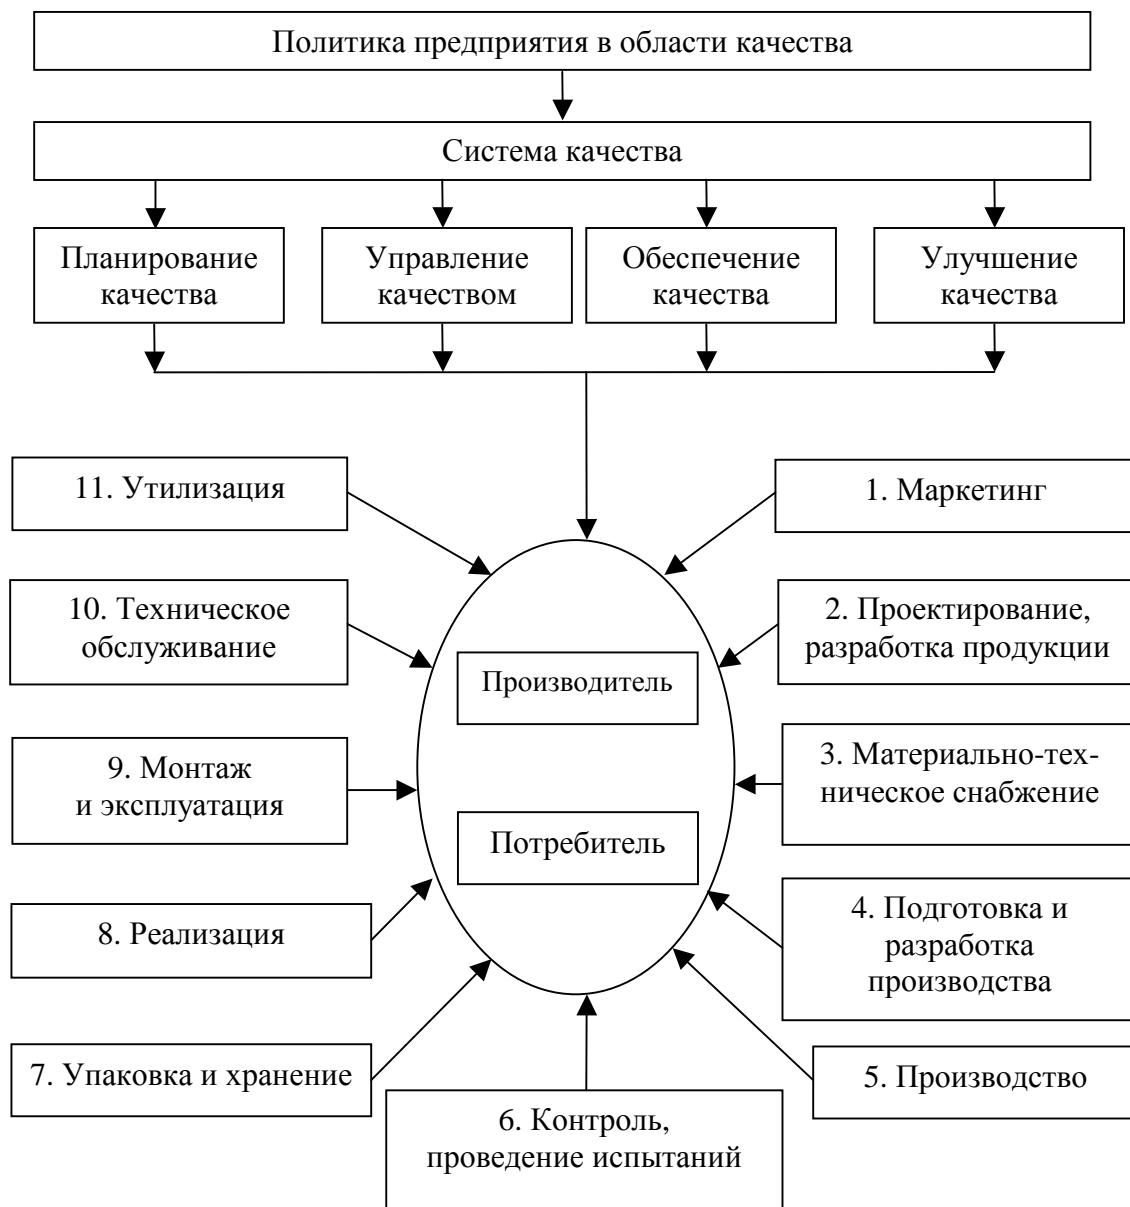 Политика предприятия в области качества
Система качества
Планирование
качества
Управление
качеством
Обеспечение
качества
Улучшение
качества
11. Утилизация
1. Маркетинг
10. Техническое
обслуживание
2. Проектирование,
разработка продукции
Производитель
9. Монтаж
и эксплуатация
3. Материально-тех-
ническое снабжение
Потребитель
8. Реализация
4. Подготовка и
разработка
производства
7. Упаковка и хранение
5. Производство
6. Контроль,
проведение испытаний